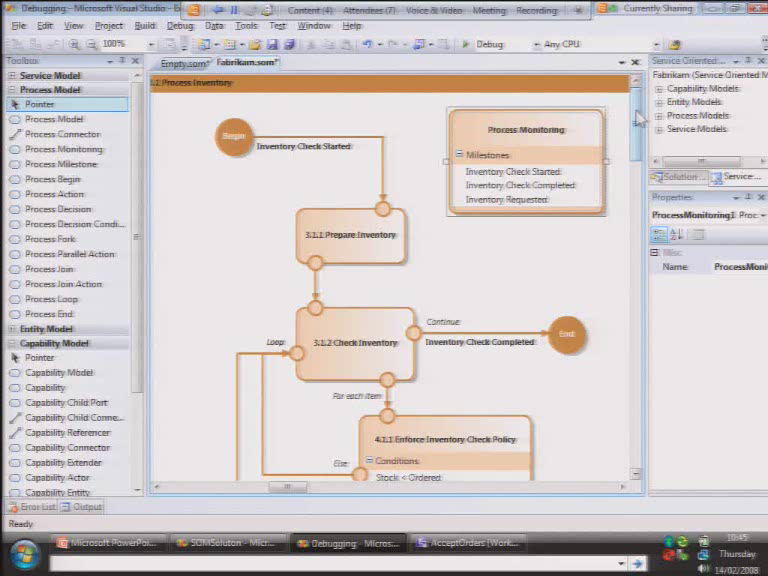 Debugging - Microsoft Visual Studio - E
Content (4) Attendees (7) Voice & Video Meeting Recording
Currently Sharing
File Edit View Project Build Debug Data Tools Test Window Help
100%
Debug Any CPU
Toolbox
Service Model
Process Model
Pointer
Process Model
Process Connector
Process Monitoring
Process Milestone
Process Begin
Process Action
Process Decision
Process Decision Condi...
Process Fork
Process Parallel Action
Process Join
Process Join Action
Process Loop
Process End
Entity Model
Capability Model
Pointer
Capability Model
Capability
Capability Child Port
Capability Child Conne...
Capability Referencer
Capability Connector
Capability Extender
Capability Actor
Capability Entity
Error List Output
Ready
Empty.som* Fabrikam.som*
.1 Process Inventory
Begin
Inventory Check Started
Process Monitoring
Milestones
Inventory Check Started
Inventory Check Completed
Inventory Requested
3.1.1 Prepare Inventory
Loop
3.1.2 Check Inventory
Continue
Inventory Check Completed
End
For each item
4.1.1 Enforce Inventory Check Policy
Conditions
Else
Stock < Ordered
Service Oriented...
Fabrikam (Service Oriented M
Capability Models
Entity Models
Process Models
Service Models
Solution... Service...
Properties
ProcessMonitoring1 Proc
Misc
Name ProcessMonit
Microsoft PowerPoi... SOMSolution - Micr... Debugging - Micros... AcceptOrders [Work...
10:45
Thursday
14/02/2008